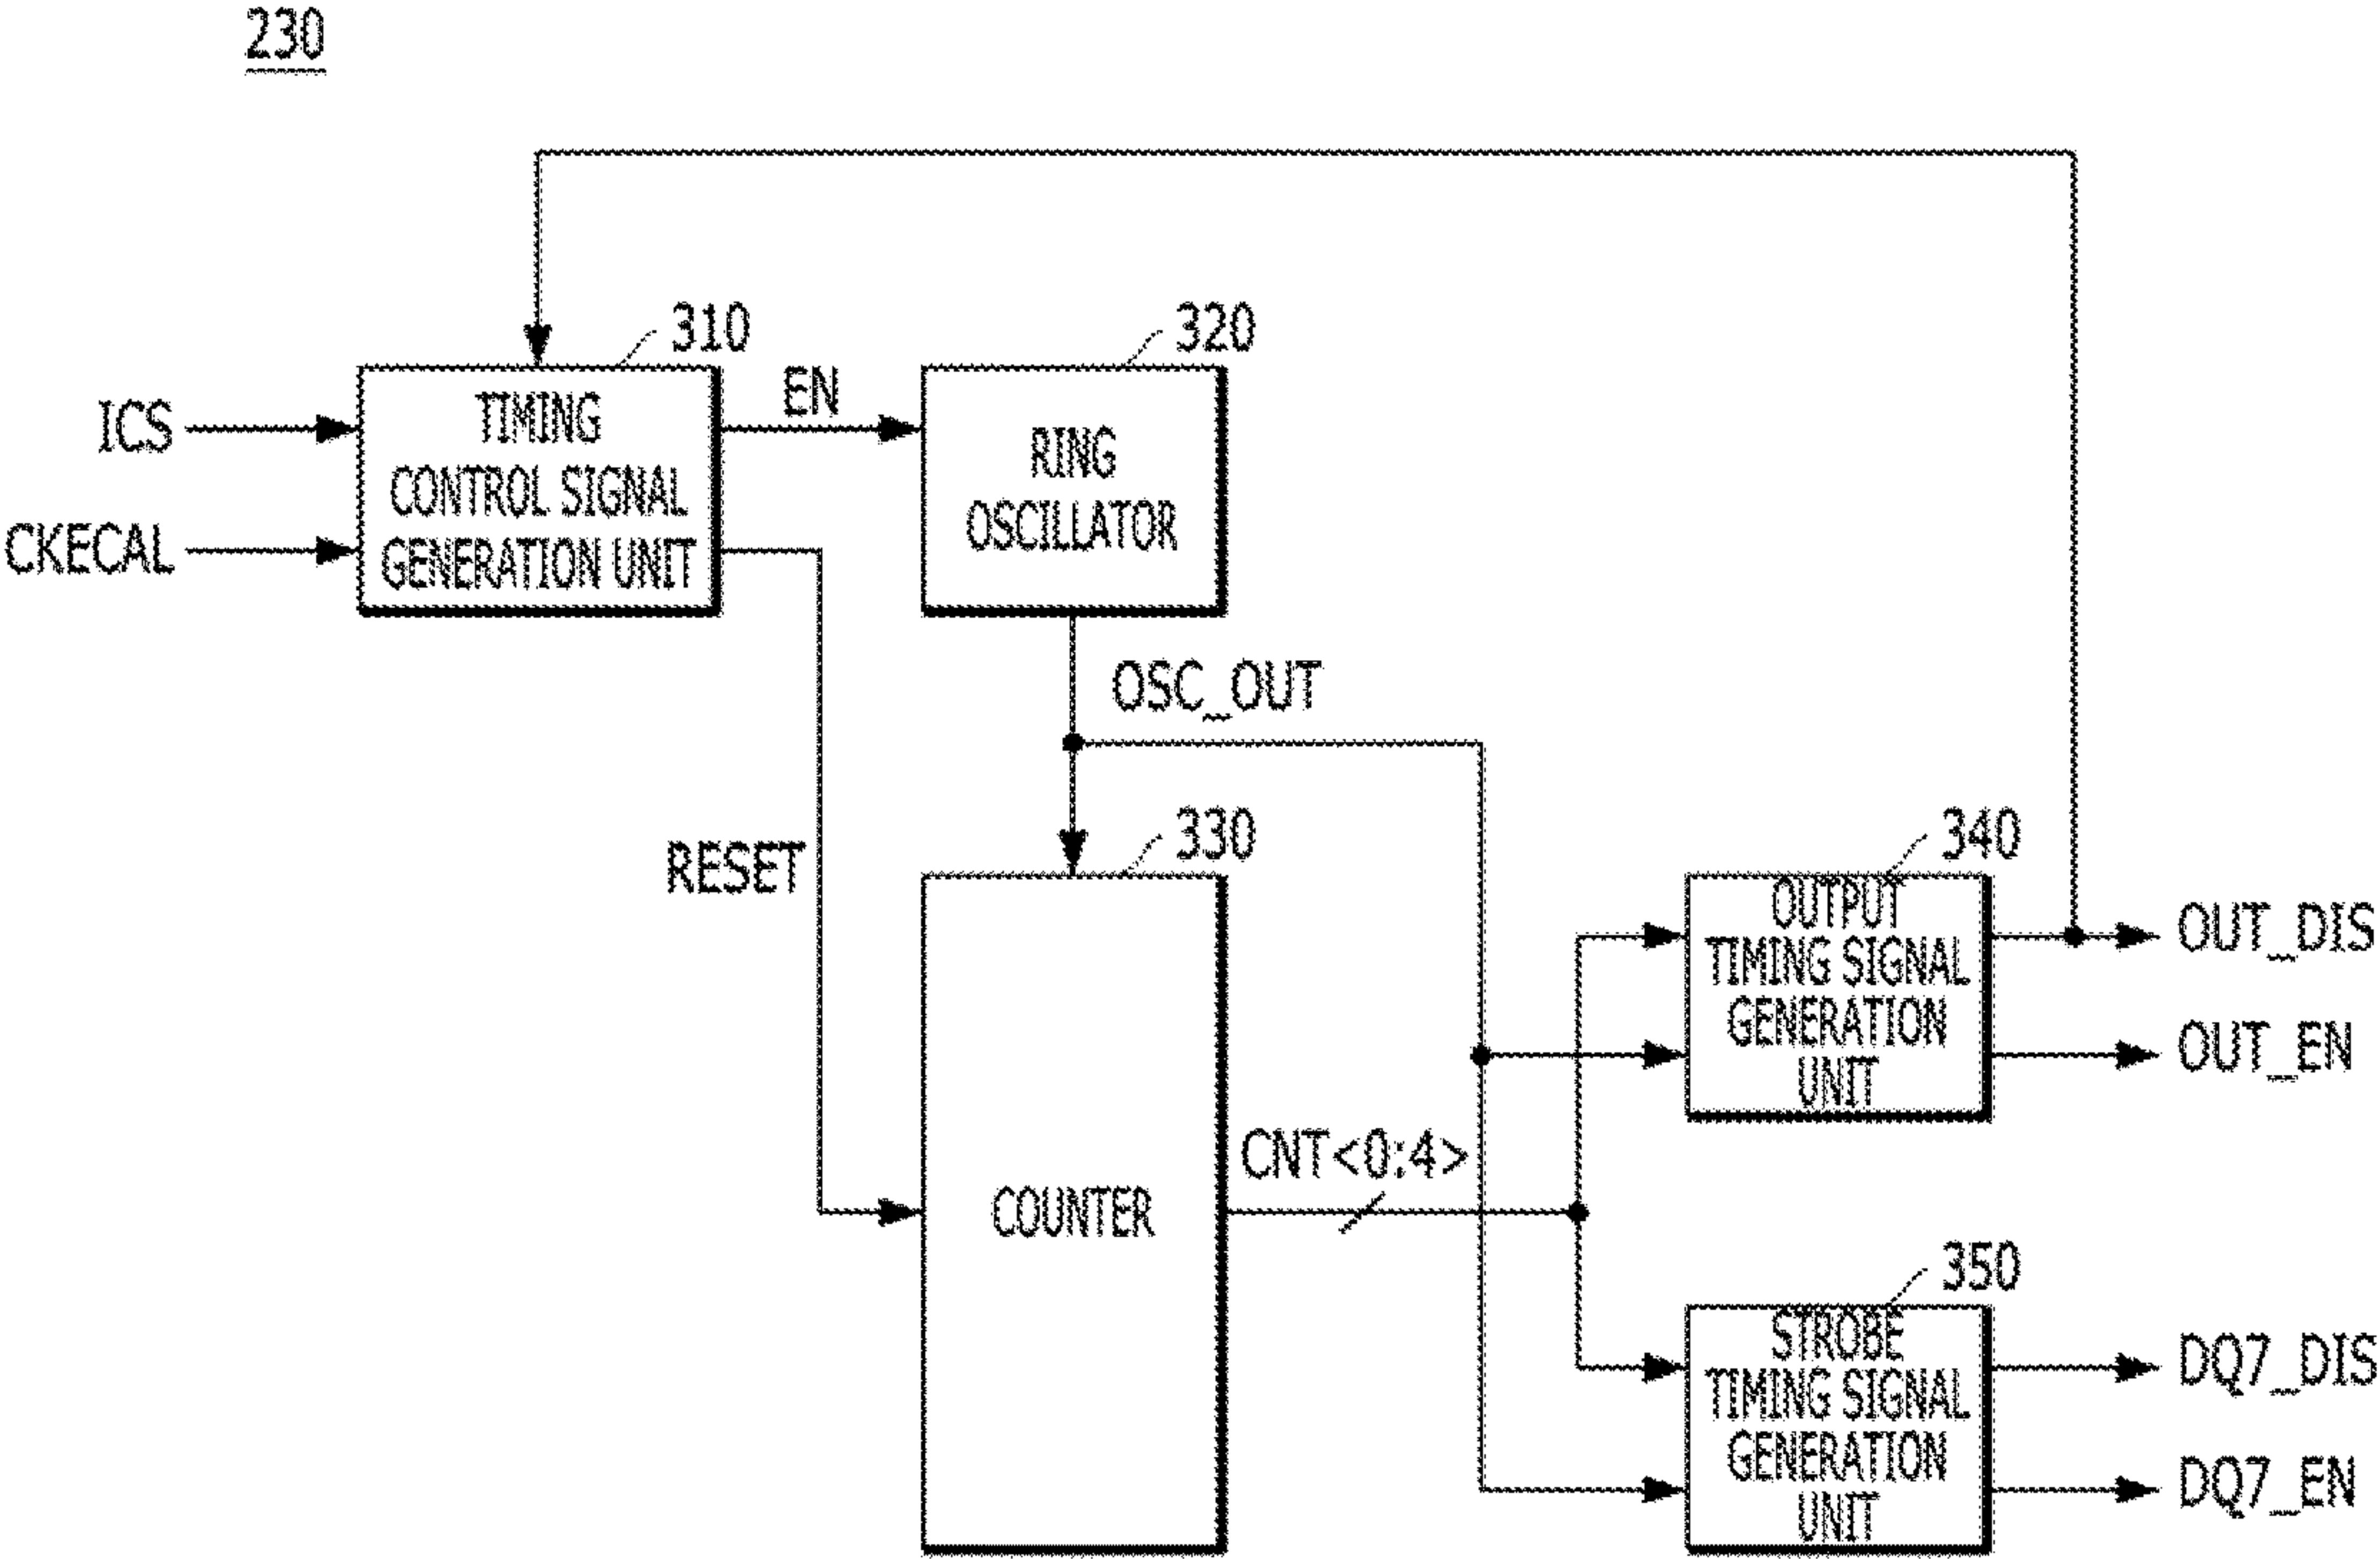 230
310
320
ICS
CKECAL
TIMING
CONTROL SIGNAL
GENERATION UNIT
EN
RING
OSCILLATOR
OSC_OUT
RESET
330
COUNTER
CNT<0:4>
340
OUTPUT
TIMING SIGNAL
GENERATION
UNIT
OUT_DIS
OUT_EN
350
STROBE
TIMING SIGNAL
GENERATION
UNIT
DQ7_DIS
DQ7_EN